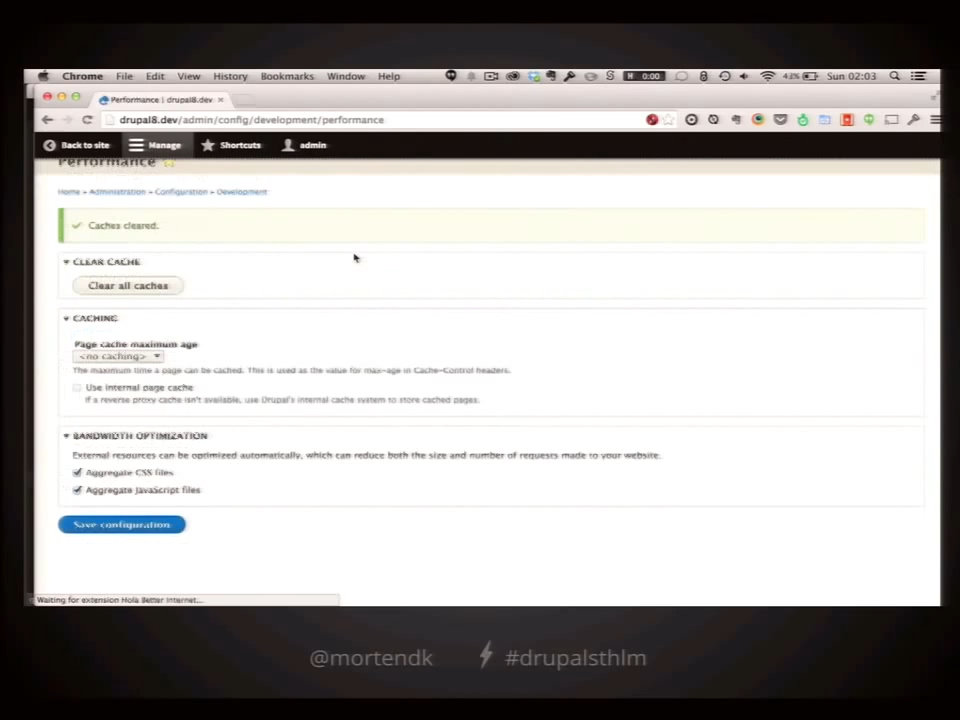 Chrome File Edit View History Bookmarks Window Help H 0:00 43% Sun 02:03
Performance | drupal8.dev
drupal8.dev/admin/config/development/performance
Back to site Manage Shortcuts admin
Performance
Home » Administration » Configuration » Development
Caches cleared.
CLEAR CACHE
Clear all caches
CACHING
Page cache maximum age
<no caching>
The maximum time a page can be cached. This is used as the value for max-age in Cache-Control headers.
Use internal page cache
If a reverse proxy cache isn't available, use Drupal's internal cache system to store cached pages.
BANDWIDTH OPTIMIZATION
External resources can be optimized automatically, which can reduce both the size and number of requests made to your website.
Aggregate CSS files
Aggregate JavaScript files
Save configuration
Waiting for extension Hola Better Internet...
@mortendk #drupalsthlm